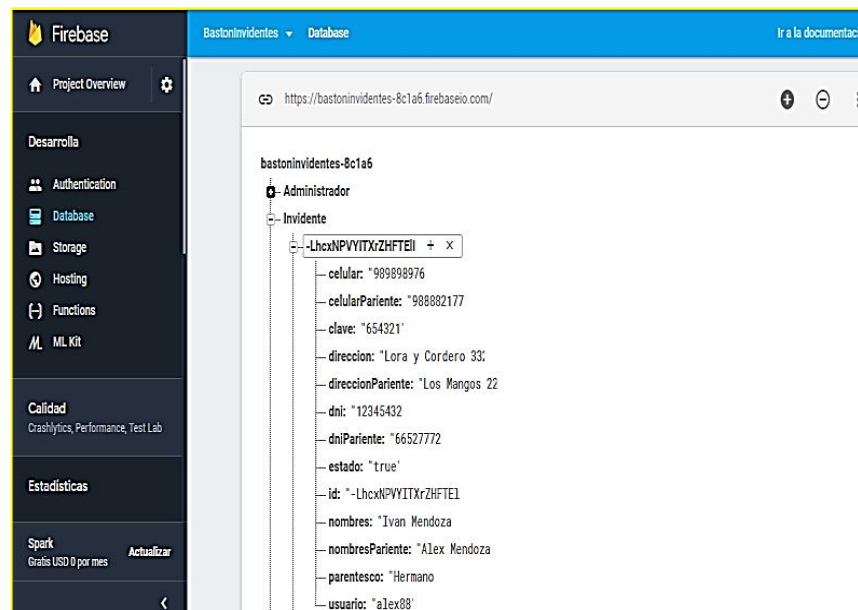 Firebase
BastonInvidentes Database Ir a la documentac
Project Overview
https://bastoninvidentes-8c1a6.firebaseio.com/
Desarrolla
Authentication
Database
Storage
Hosting
Functions
ML Kit
Calidad
Crashlytics, Performance, Test Lab
Estadísticas
Spark
Gratis USD 0 por mes
Actualizar
bastoninvidentes-8c1a6
Administrador
Invidente
-LhcxNPVYITXrZHFTElI + x
celular: "989898976
celularPariente: "988882177
clave: "654321'
direccion: "Lora y Cordero 332
direccionPariente: "Los Mangos 22
dni: "12345432
dniPariente: "66527772
estado: "true'
id: "-LhcxNPVYITXrZHFTEl
nombres: "Ivan Mendoza
nombresPariente: "Alex Mendoza
parentesco: "Hermano
usuario: "alex88'